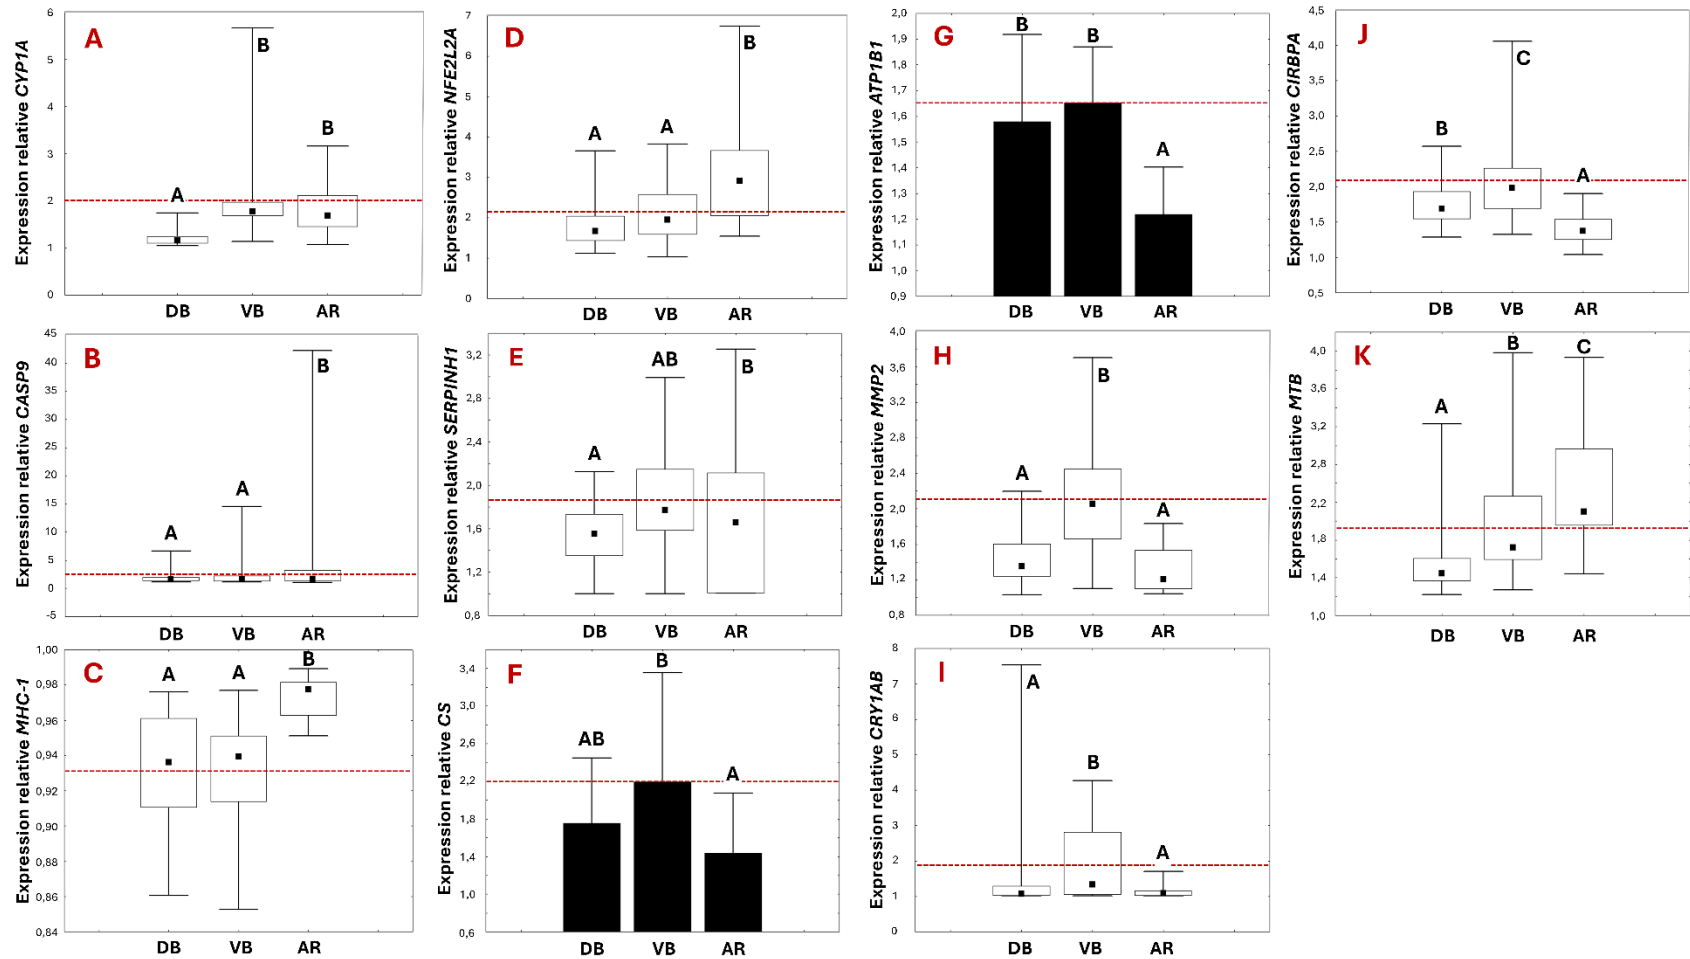 A
Expression relative CYP1A
6
5
4
3
2
1
0
A
B
B
DB VB AR
D
Expression relative NFE2L2A
7
6
5
4
3
2
1
0
A
A
B
DB VB AR
G
Expression relative ATP1B1
2,0
1,9
1,8
1,7
1,6
1,5
1,4
1,3
1,2
1,1
1,0
0,9
B
B
A
DB VB AR
J
Expression relative CIRBPA
4,5
4,0
3,5
3,0
2,5
2,0
1,5
1,0
0,5
B
C
A
DB VB AR
B
Expression relative CASP9
45
40
35
30
25
20
15
10
5
0
-5
A
A
B
DB VB AR
E
Expression relative SERPINH1
3,2
2,8
2,4
2,0
1,6
1,2
0,8
A
AB
B
DB VB AR
H
Expression relative MMP2
4,0
3,6
3,2
2,8
2,4
2,0
1,6
1,2
0,8
A
B
A
DB VB AR
K
Expression relative MTB
4,0
3,6
3,2
2,8
2,2
1,8
1,4
1,0
A
B
C
DB VB AR
C
Expression relative MHC-1
1,00
0,98
0,96
0,94
0,92
0,90
0,88
0,86
0,84
A
A
B
DB VB AR
F
Expression relative CS
3,4
3,0
2,6
2,2
1,8
1,4
1,0
0,6
AB
B
A
DB VB AR
I
Expression relative CRY1AB
8
7
6
5
4
3
2
1
0
A
B
A
DB VB AR